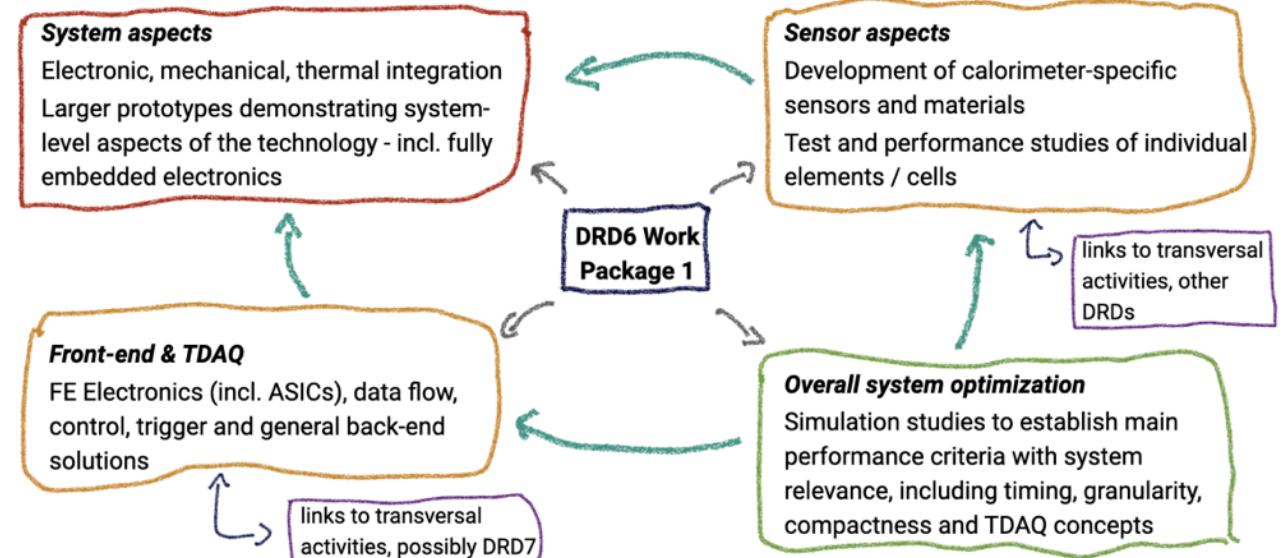 System aspects
Electronic, mechanical, thermal integration
Larger prototypes demonstrating system-
level aspects of the technology - incl. fully
embedded electronics
Sensor aspects
Development of calorimeter-specific
sensors and materials
Test and performance studies of individual
elements / cells
DRD6 Work
Package 1
links to transversal
activities, other
DRDs
Front-end & TDAQ
FE Electronics (incl. ASICs), data flow,
control, trigger and general back-end
solutions
links to transversal
activities, possibly DRD7
Overall system optimization
Simulation studies to establish main
performance criteria with system
relevance, including timing, granularity,
compactness and TDAQ concepts